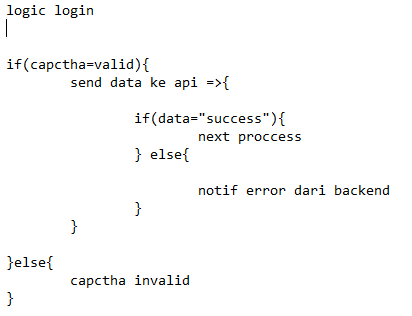 logic login
if(capctha=valid){
send data ke api =>{
if(data="success"){
next proccess
} else{
notif error dari backend
}
}
}else{
capctha invalid
}